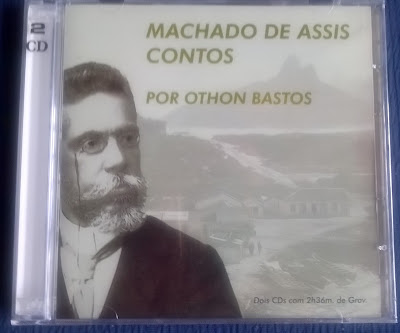 2
CD
MACHADO DE ASSIS
CONTOS
POR OTHON BASTOS
Dois CDs com 2h36m. de Grav.